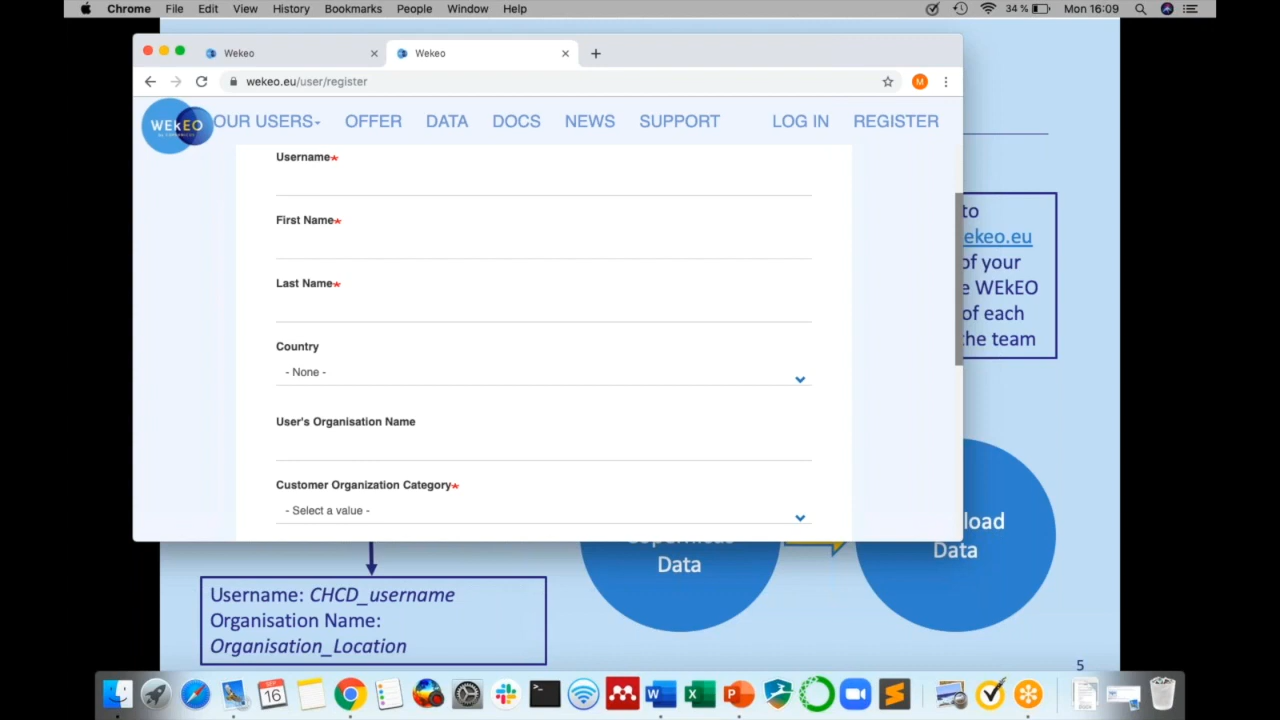 Chrome File Edit View History Bookmarks People Window Help 34 % Mon 16:09
Wekeo Wekeo
wekeo.eu/user/register M
WEkEO OUR USERS OFFER DATA DOCS NEWS SUPPORT LOG IN REGISTER
Username*
First Name*
Last Name*
Country
- None -
User's Organisation Name
Customer Organization Category*
- Select a value -
to
ekeo.eu
of your
e WEkEO
of each
the team
Data
load
Data
Username: CHCD_username
Organisation Name:
Organisation_Location
5
SEP
16